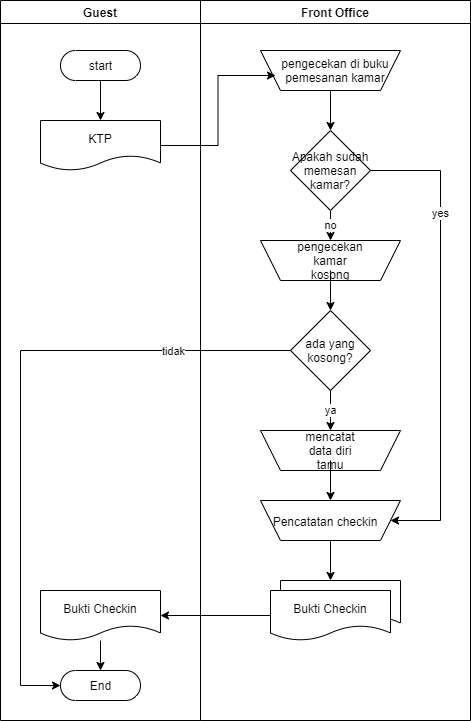 Guest
Front Office
start
pengecekan di buku
pemesanan kamar
KTP
Apakah sudah
memesan
kamar?
yes
no
pengecekan
kamar
kosong
ada yang
kosong?
tidak
ya
mencatat
data diri
tamu
Pencatatan checkin
Bukti Checkin
Bukti Checkin
End